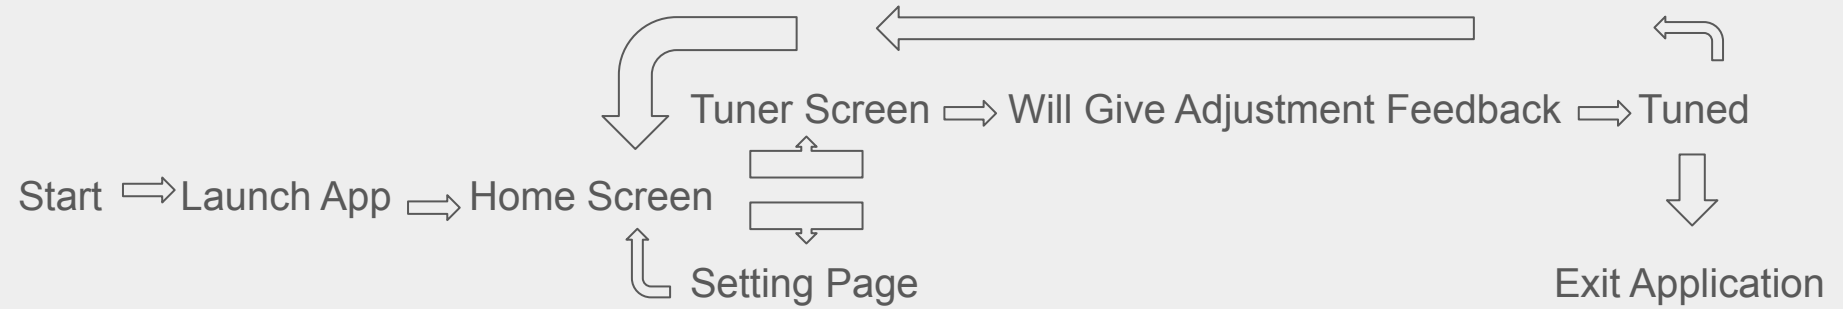 Tuner Screen Will Give Adjustment Feedback Tuned
Start Launch App Home Screen
Setting Page Exit Application